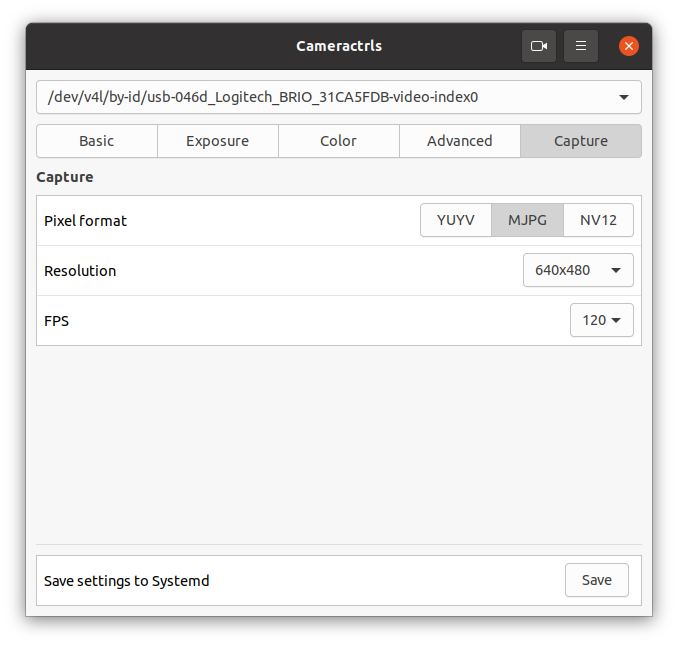 Cameractrls
/dev/v4l/by-id/usb-046d_Logitech_BRIO_31CA5FDB-video-index0
Basic Exposure Color Advanced Capture
Capture
Pixel format YUYV MJPG NV12
Resolution 640x480
FPS 120
Save settings to Systemd Save